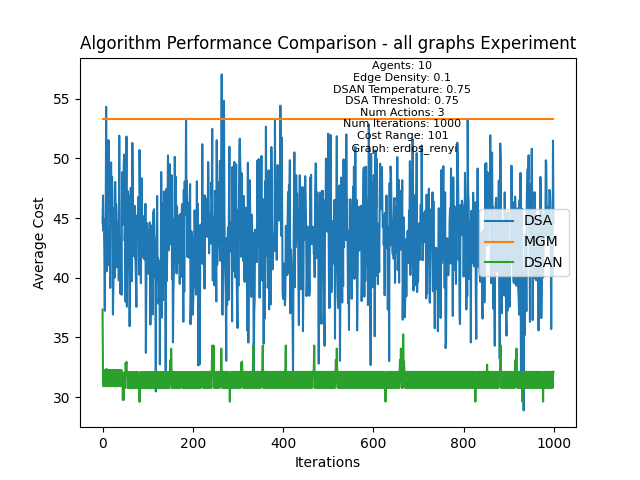 Algorithm Performance Comparison - all graphs Experiment
Agents: 10
Edge Density: 0.1
DSAN Temperature: 0.75
DSA Threshold: 0.75
Num Actions: 3
Num Iterations: 1000
Cost Range: 101
Graph: erdos_renyi
55
50
45
40
35
30
Average Cost
DSA
MGM
DSAN
0
200
400
600
800
1000
Iterations